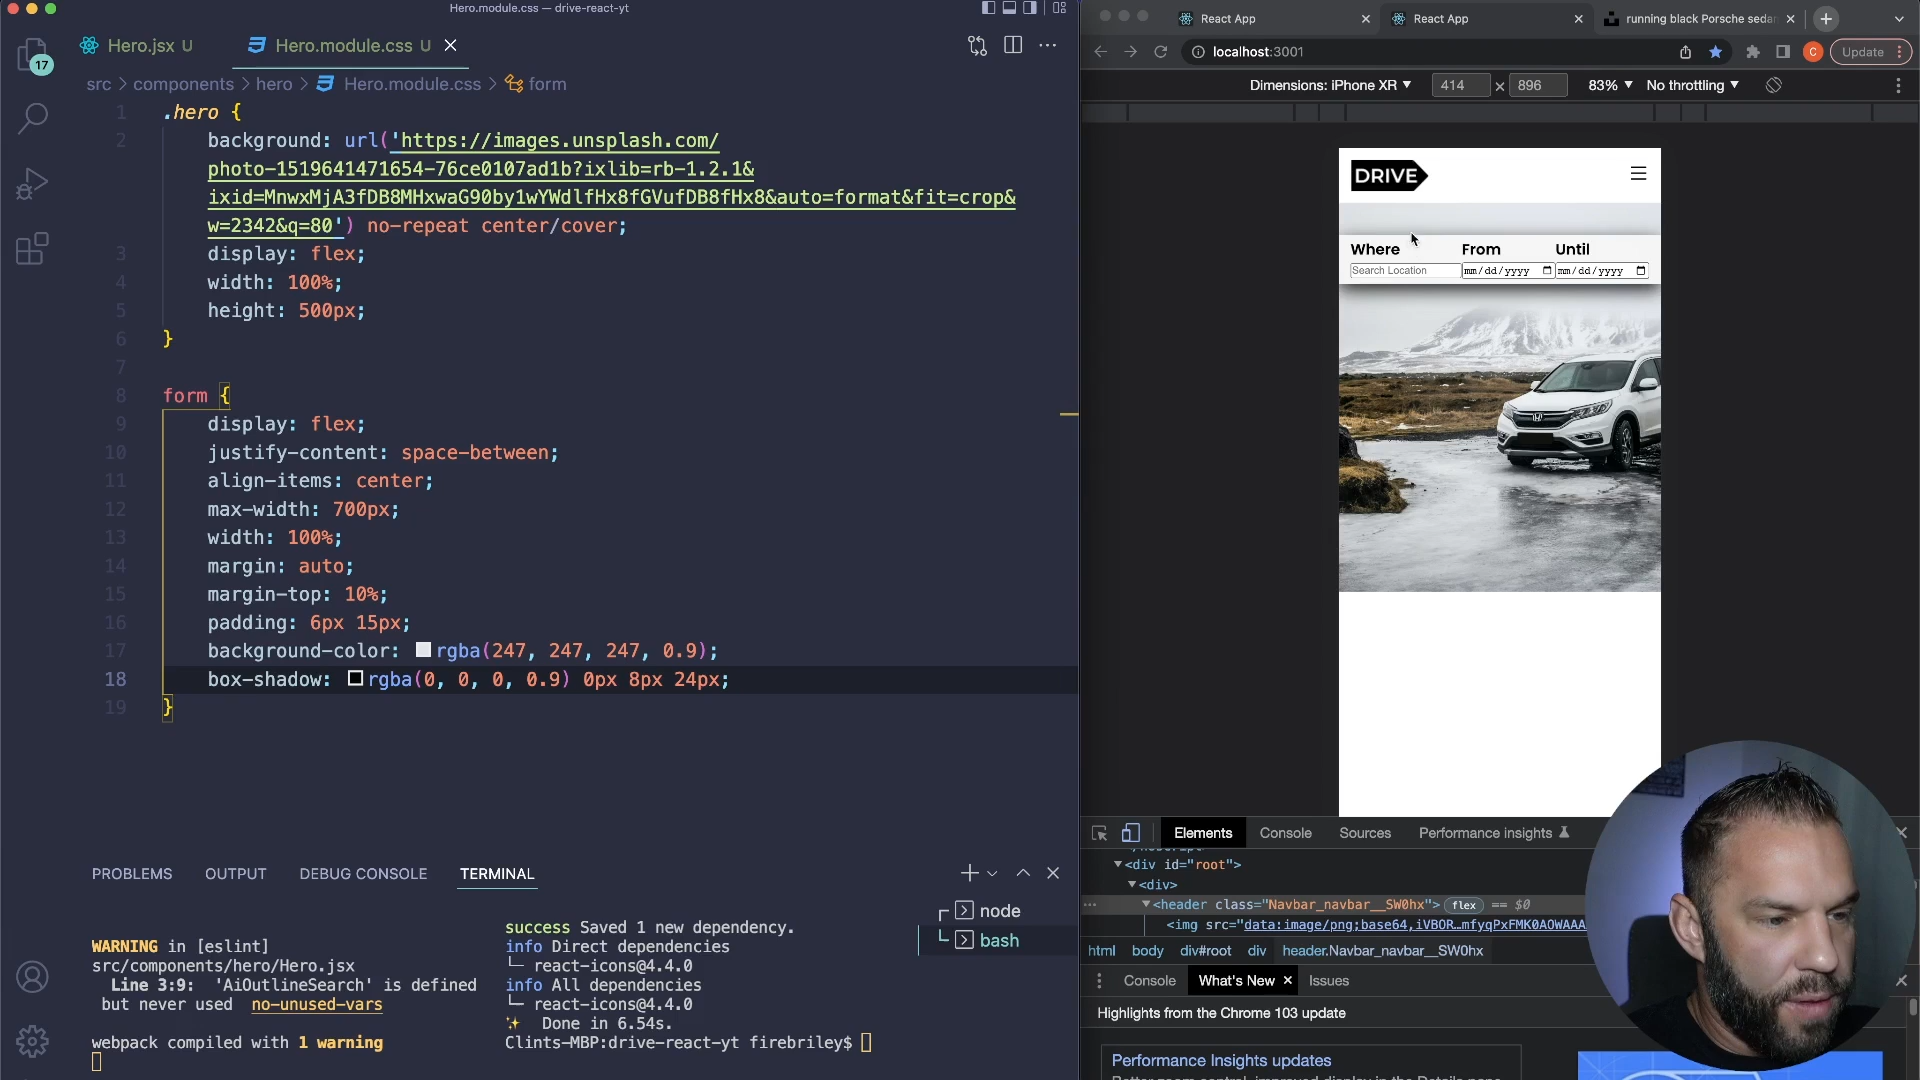 Hero.module.css — drive-react-yt
17
Hero.jsx U
Hero.module.css U
src > components > hero > Hero.module.css > form
1 .hero {
2 background: url('https://images.unsplash.com/
photo-1519641471654-76ce0107ad1b?ixlib=rb-1.2.1&
ixid=MnwxMjA3fDB8MHxwaG90by1wYWdlfHx8fGVufDB8fHx8&auto=format&fit=crop&
w=2342&q=80') no-repeat center/cover;
3 display: flex;
4 width: 100%;
5 height: 500px;
6 }
7
8 form {
9 display: flex;
10 justify-content: space-between;
11 align-items: center;
12 max-width: 700px;
13 width: 100%;
14 margin: auto;
15 margin-top: 10%;
16 padding: 6px 15px;
17 background-color: rgba(247, 247, 247, 0.9);
18 box-shadow: rgba(0, 0, 0, 0.9) 0px 8px 24px;
19 }
PROBLEMS OUTPUT DEBUG CONSOLE TERMINAL
WARNING in [eslint]
src/components/hero/Hero.jsx
Line 3:9: 'AiOutlineSearch' is defined
but never used no-unused-vars
webpack compiled with 1 warning
success Saved 1 new dependency.
info Direct dependencies
└─ react-icons@4.4.0
info All dependencies
└─ react-icons@4.4.0
✨ Done in 6.54s.
Clints-MBP:drive-react-yt firebriley$
node
bash
React App
React App
running black Porsche sedan
localhost:3001
C
Update
Dimensions: iPhone XR
414 × 896
83%
No throttling
DRIVE
Where From Until
Search Location mm/dd/yyyy mm/dd/yyyy
Elements Console Sources Performance insights
<div id="root">
<div>
<header class="Navbar_navbar__SW0hx"> flex == $0
<img src="data:image/png;base64,iVBOR…mfyqPxFMK0AOWAAA
html body div#root div header.Navbar_navbar__SW0hx
Console What's New Issues
Highlights from the Chrome 103 update
Performance Insights updates